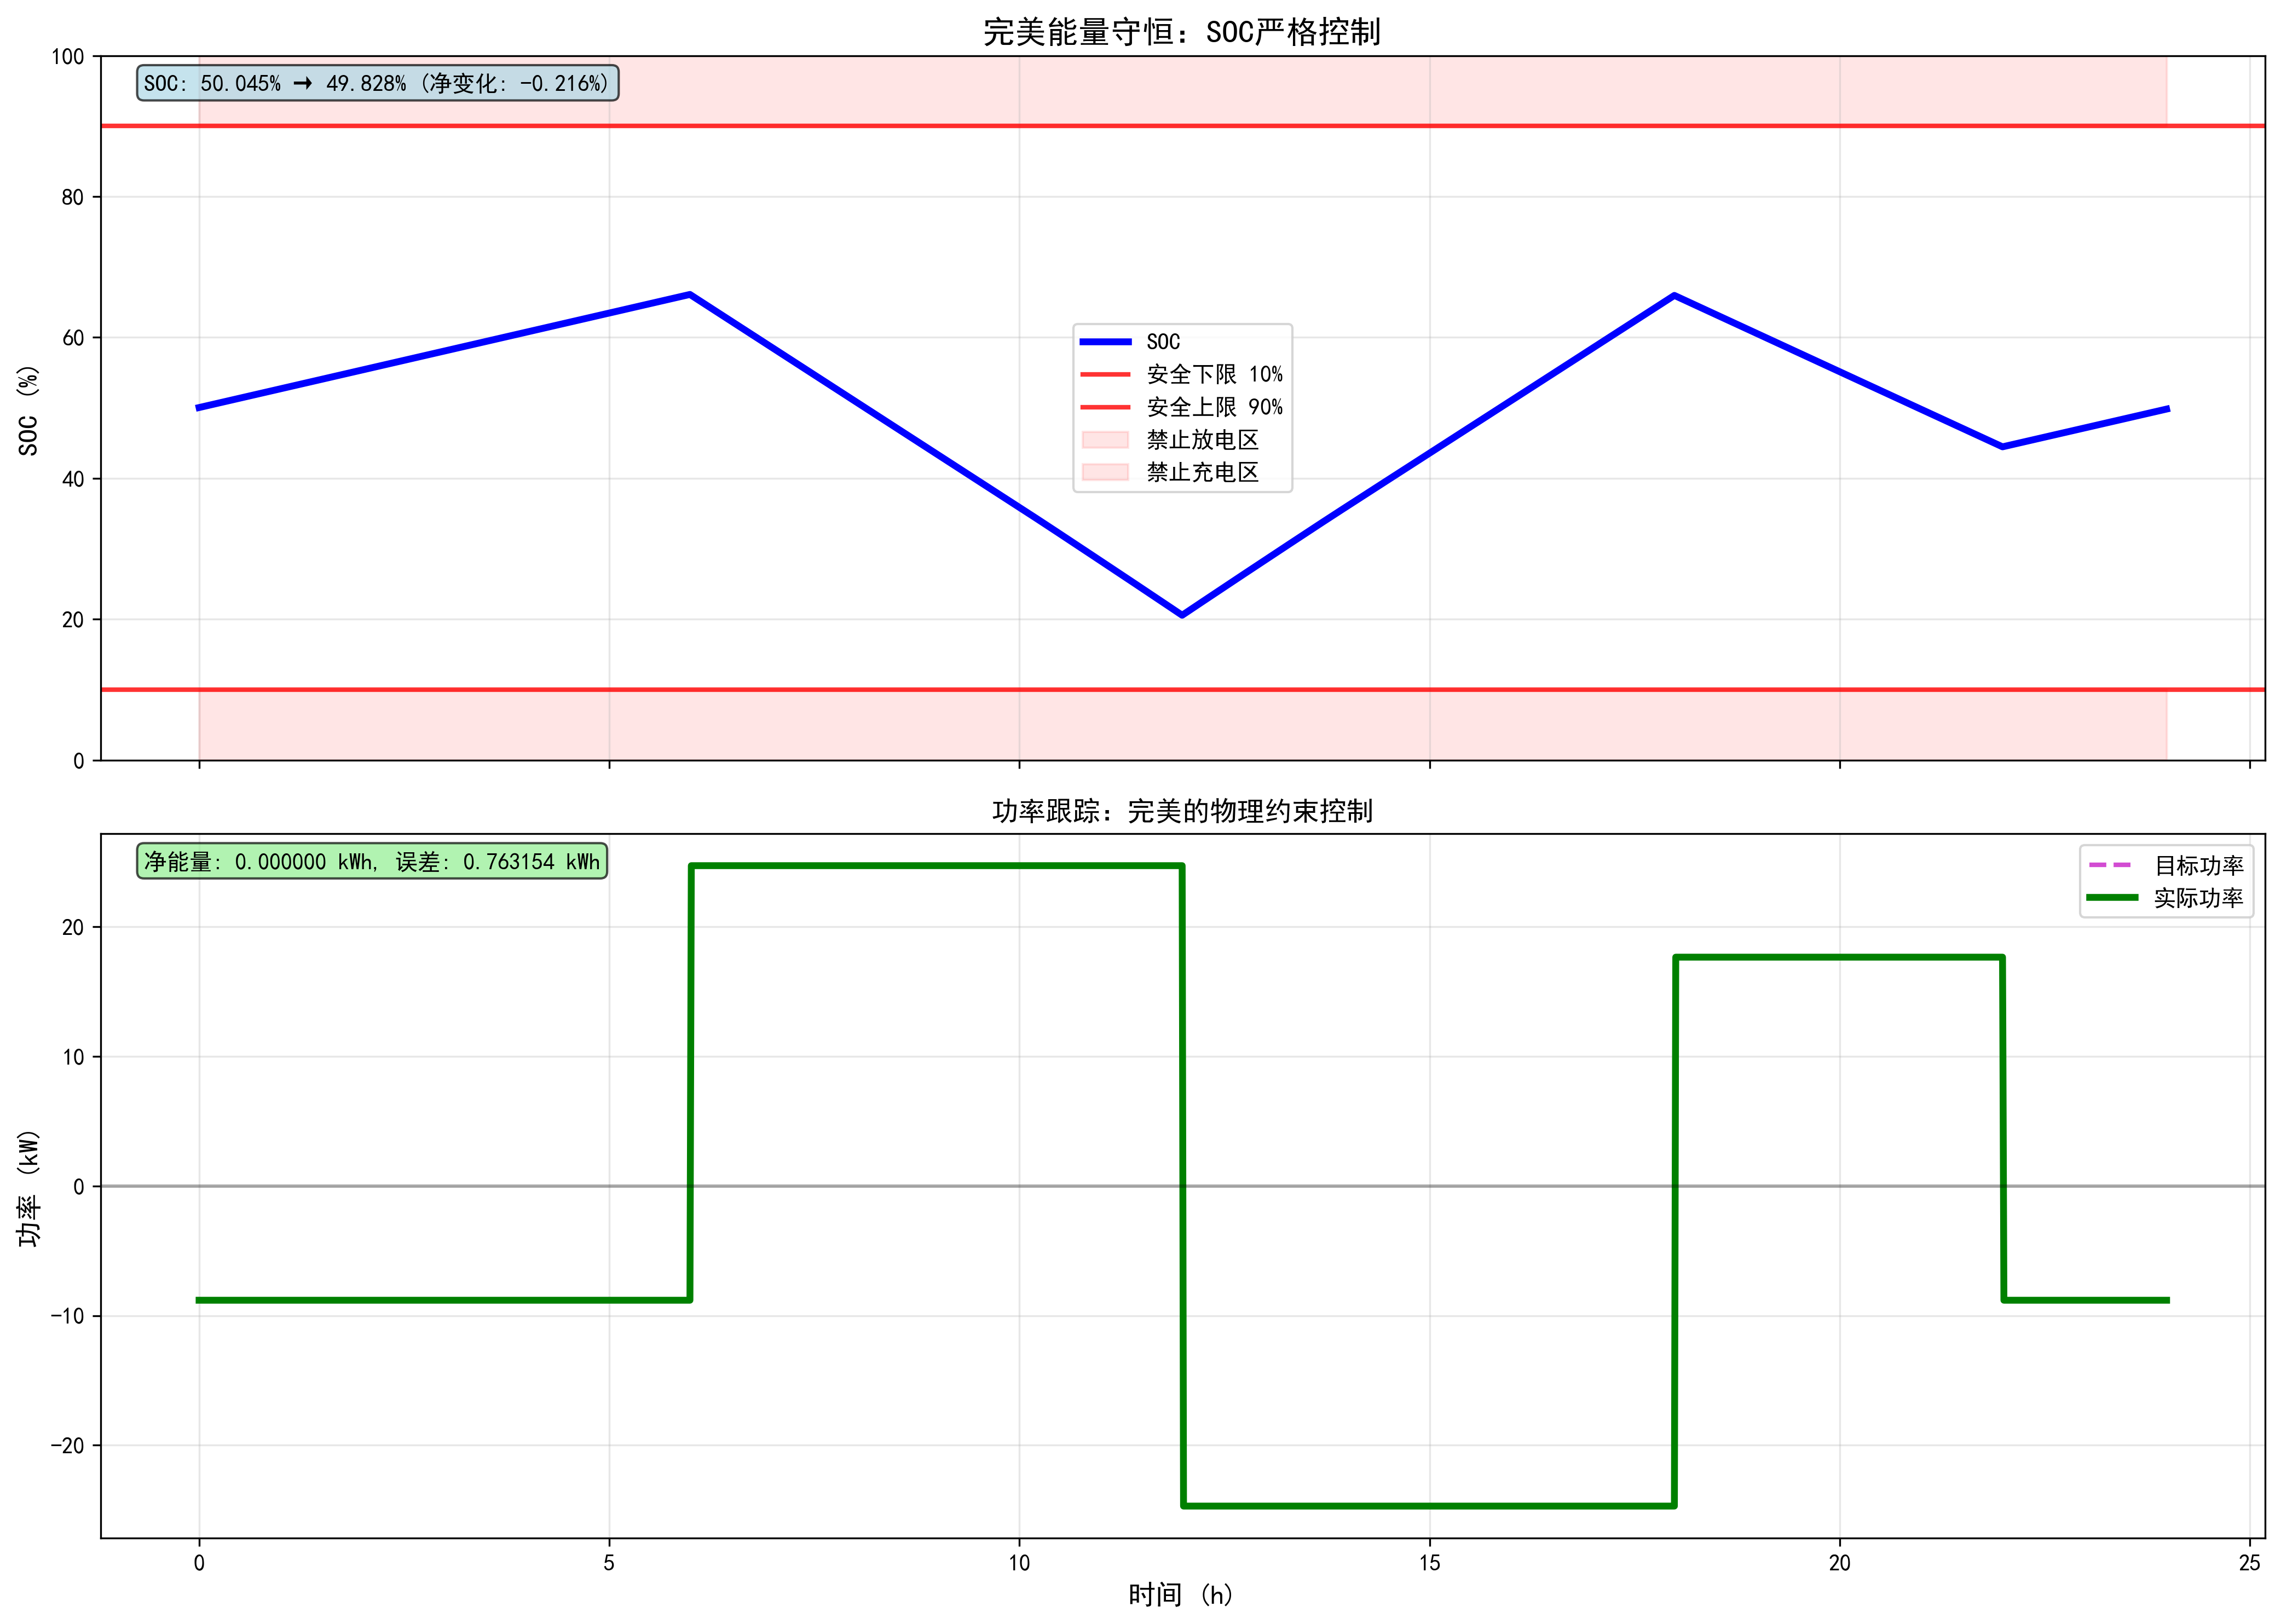 完美能量守恒：SOC严格控制
SOC: 50.045% → 49.828% (净变化: -0.216%)
SOC (%)
100
80
60
40
20
0
SOC
安全下限 10%
安全上限 90%
禁止放电区
禁止充电区
功率跟踪：完美的物理约束控制
净能量: 0.000000 kWh, 误差: 0.763154 kWh
目标功率
实际功率
功率 (kW)
20
10
0
−10
−20
0
5
10
15
20
25
时间 (h)